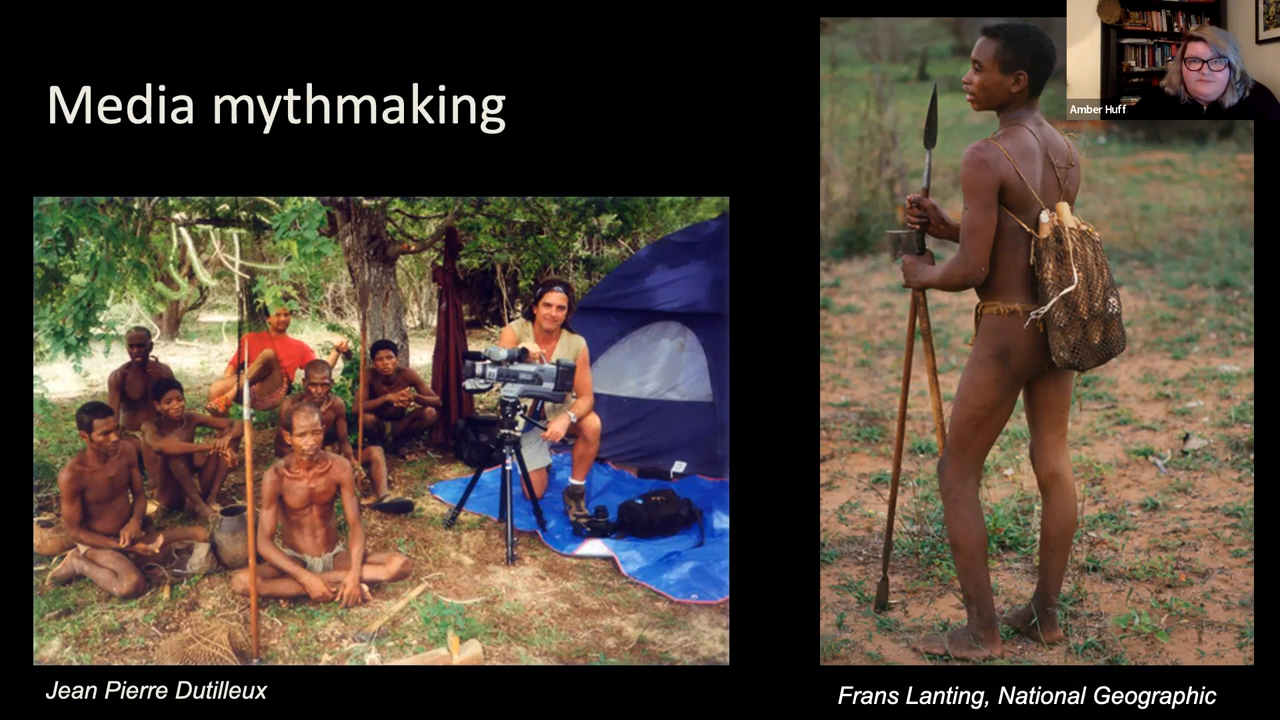 Media mythmaking
Amber Huff
Jean Pierre Dutilleux
Frans Lanting, National Geographic